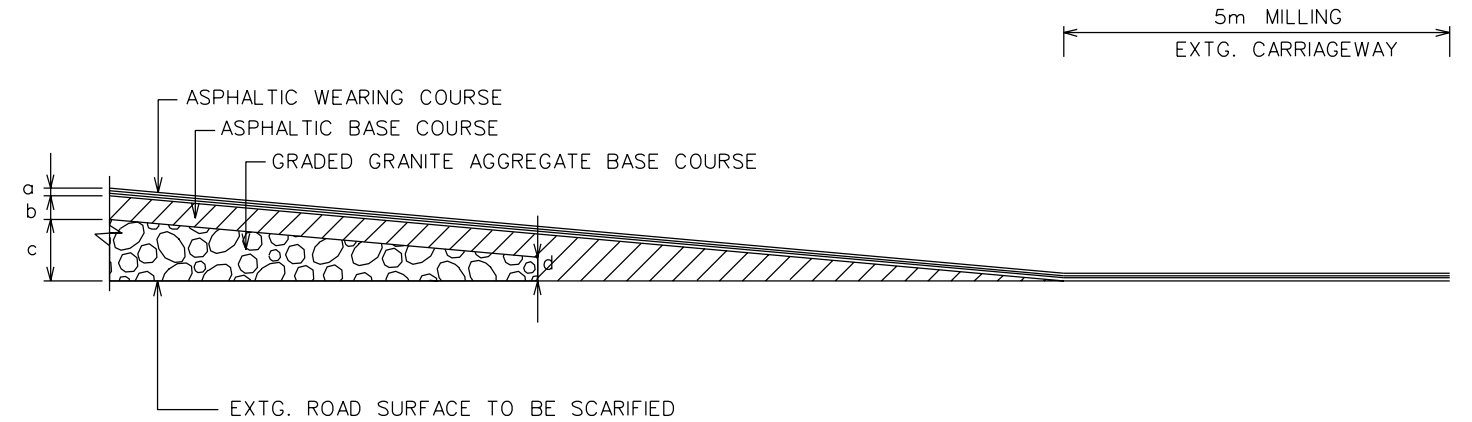 5m MILLING
EXTG. CARRIAGEWAY
ASPHALTIC WEARING COURSE
ASPHALTIC BASE COURSE
GRADED GRANITE AGGREGATE BASE COURSE
a
b
c
d
EXTG. ROAD SURFACE TO BE SCARIFIED